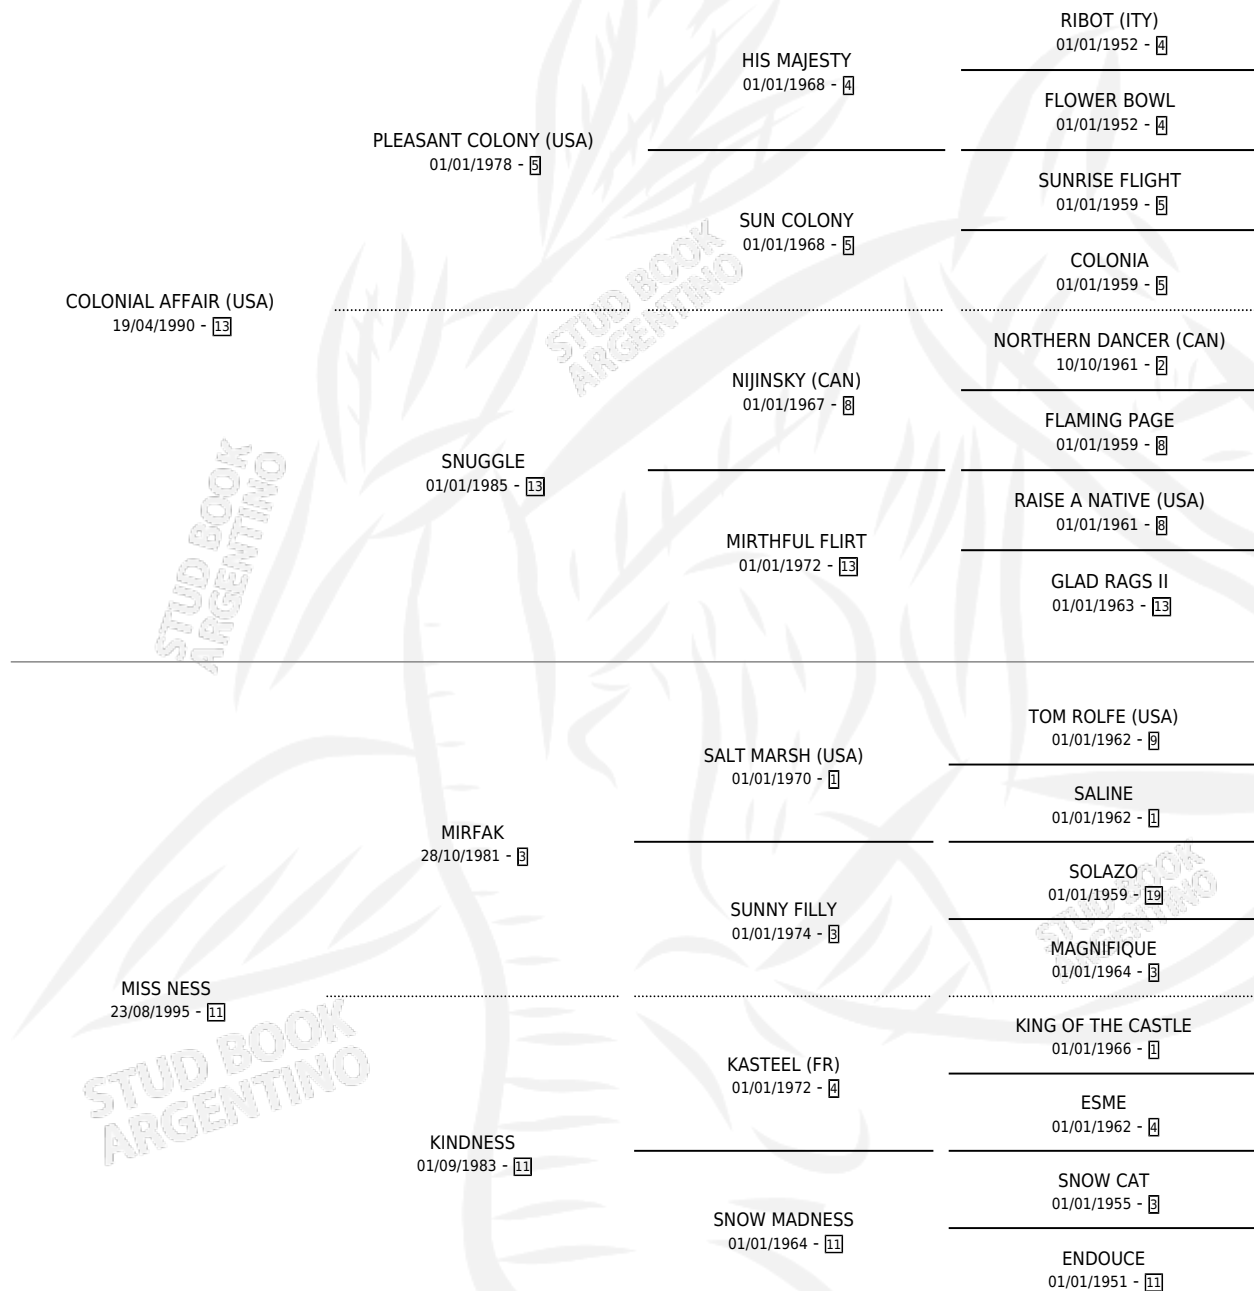 RIBOT (ITY)
01/01/1952 - 4
HIS MAJESTY
01/01/1968 - 4
FLOWER BOWL
01/01/1952 - 4
PLEASANT COLONY (USA)
01/01/1978 - 5
SUNRISE FLIGHT
01/01/1959 - 5
SUN COLONY
01/01/1968 - 5
COLONIA
01/01/1959 - 5
COLONIAL AFFAIR (USA)
19/04/1990 - 13
NORTHERN DANCER (CAN)
10/10/1961 - 2
NIJINSKY (CAN)
01/01/1967 - 8
FLAMING PAGE
01/01/1959 - 8
SNUGGLE
01/01/1985 - 13
RAISE A NATIVE (USA)
01/01/1961 - 8
MIRTHFUL FLIRT
01/01/1972 - 13
GLAD RAGS II
01/01/1963 - 13
TOM ROLFE (USA)
01/01/1962 - 9
SALT MARSH (USA)
01/01/1970 - 1
SALINE
01/01/1962 - 1
MIRFAK
28/10/1981 - 3
SOLAZO
01/01/1959 - 19
SUNNY FILLY
01/01/1974 - 3
MAGNIFIQUE
01/01/1964 - 3
MISS NESS
23/08/1995 - 11
KING OF THE CASTLE
01/01/1966 - 1
KASTEEL (FR)
01/01/1972 - 4
ESME
01/01/1962 - 4
KINDNESS
01/09/1983 - 11
SNOW CAT
01/01/1955 - 3
SNOW MADNESS
01/01/1964 - 11
ENDOUCE
01/01/1951 - 11
STUD BOOK
ARGENTINO
STUD BOOK
ARGENTINO
STUD BOOK
ARGENTINO
STUD BOOK
ARGENTINO